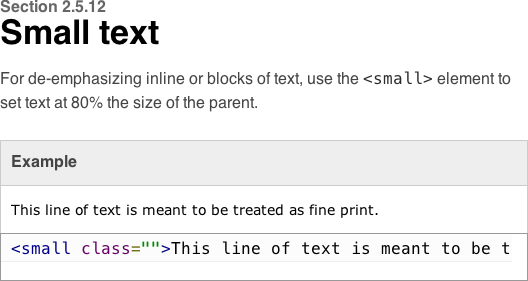 Section 2.5.12
Small text
For de-emphasizing inline or blocks of text, use the <small> element to
set text at 80% the size of the parent.
Example
This line of text is meant to be treated as fine print.
<small class="">This line of text is meant to be t